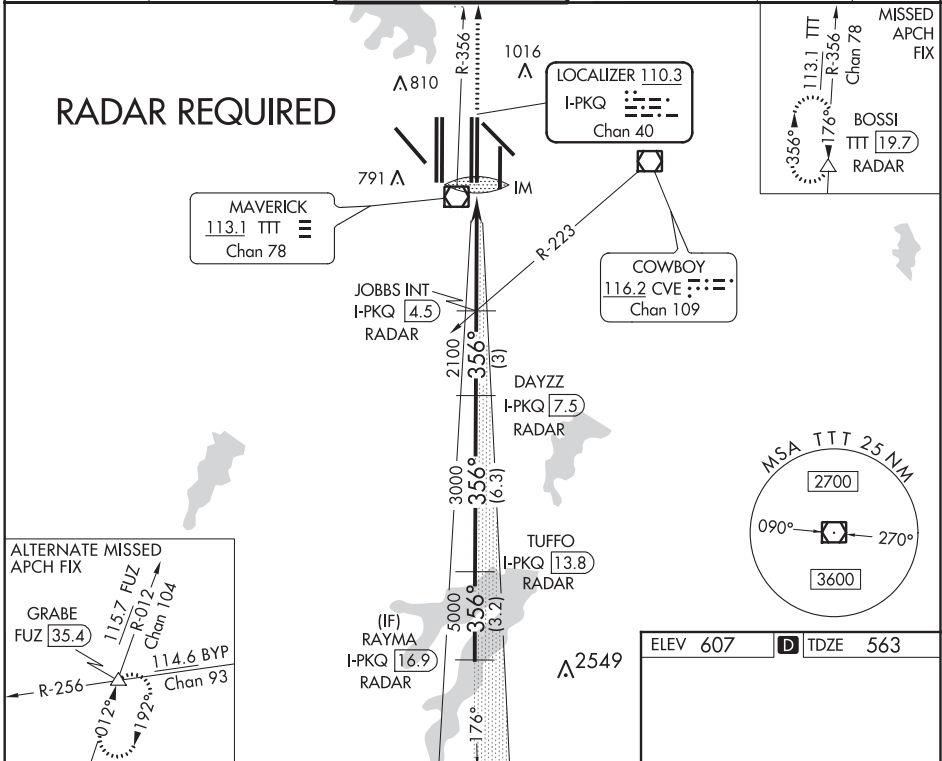 RADAR REQUIRED
810
R-356
1016
LOCALIZER 110.3
I-PKQ
Chan 40
MISSED
APCH
FIX
113.1 TTT
R-356
Chan 78
356°
176°
BOSSI
TTT 19.7
RADAR
791
IM
MAVERICK
113.1 TTT
Chan 78
R-223
COWBOY
116.2 CVE
Chan 109
JOBBS INT
I-PKQ 4.5
RADAR
2100
356°
(3)
DAYZZ
I-PKQ 7.5
RADAR
3000
356°
(6.3)
MSA TTT 25 NM
2700
090°
270°
3600
TUFFO
I-PKQ 13.8
RADAR
5000
356°
(3.2)
(IF)
RAYMA
I-PKQ 16.9
RADAR
176°
2549
ALTERNATE MISSED
APCH FIX
115.7 FUZ
R-012
Chan 104
GRABE
FUZ 35.4
114.6 BYP
Chan 93
R-256
012°
192°
ELEV 607 D TDZE 563